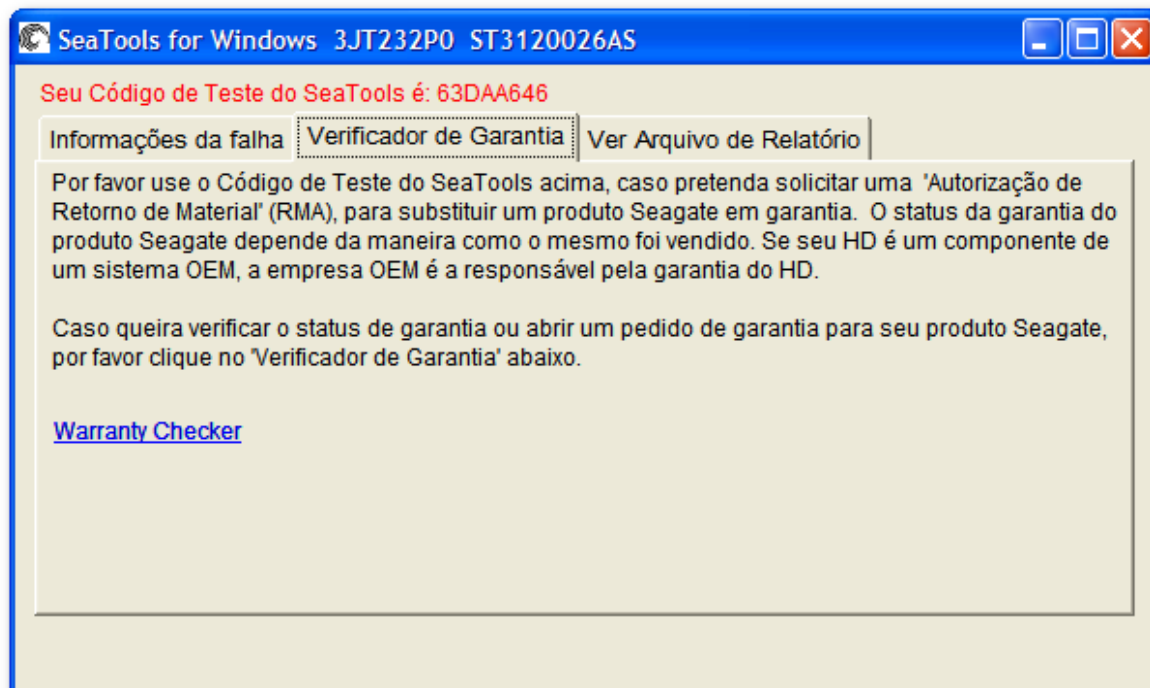 SeaTools for Windows 3JT232P0 ST3120026AS
Seu Código de Teste do SeaTools é: 63DAA646
Informações da falha Verificador de Garantia Ver Arquivo de Relatório
Por favor use o Código de Teste do SeaTools acima, caso pretenda solicitar uma 'Autorização de
Retorno de Material' (RMA), para substituir um produto Seagate em garantia. O status da garantia do
produto Seagate depende da maneira como o mesmo foi vendido. Se seu HD é um componente de
um sistema OEM, a empresa OEM é a responsável pela garantia do HD.
Caso queira verificar o status de garantia ou abrir um pedido de garantia para seu produto Seagate,
por favor clique no 'Verificador de Garantia' abaixo.
Warranty Checker